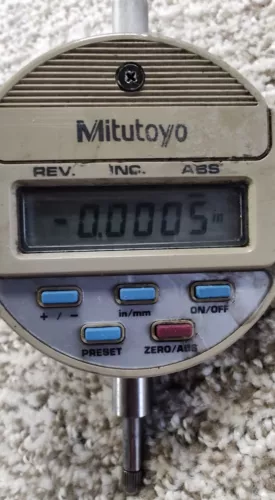 Mitutoyo
REV. INC. ABS
-0.0005 in
+ / - in/mm ON/OFF
PRESET ZERO/ABS